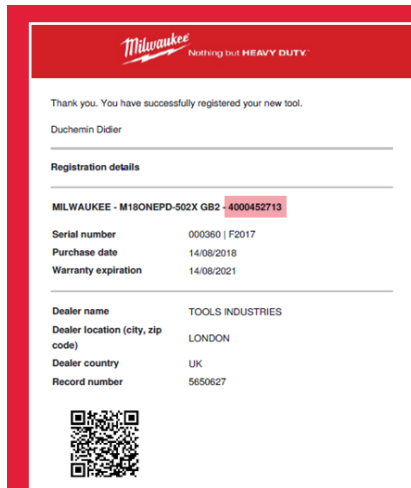 Milwaukee
Nothing but HEAVY DUTY.™
Thank you. You have successfully registered your new tool.
Duchemin Didier
Registration details
MILWAUKEE - M18ONEPD-502X GB2 - 4000452713
Serial number 000360 | F2017
Purchase date 14/08/2018
Warranty expiration 14/08/2021
Dealer name TOOLS INDUSTRIES
Dealer location (city, zip
code) LONDON
Dealer country UK
Record number 5650627